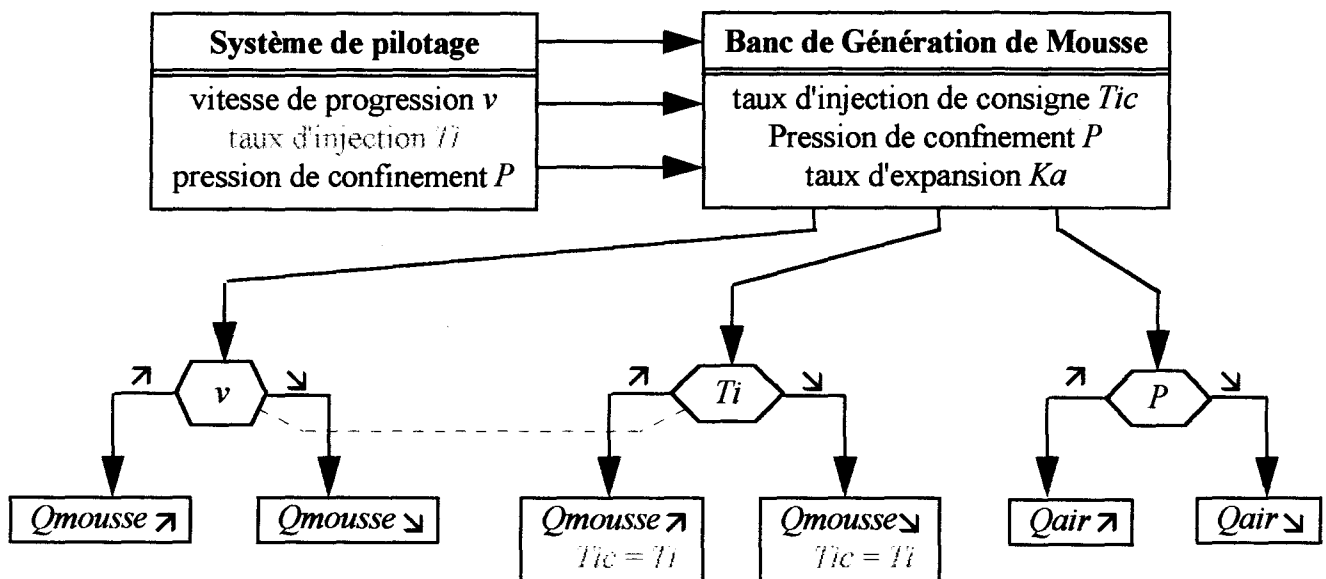 Système de pilotage
vitesse de progression v
taux d'injection Ti
pression de confinement P
Banc de Génération de Mousse
taux d'injection de consigne Tic
Pression de confnement P
taux d'expansion Ka
↗ v ↘
↗ Ti ↘
↗ P ↘
Qmousse ↗
Qmousse ↘
Qmousse ↗
Tic = Ti
Qmousse ↘
Tic = Ti
Qair ↗
Qair ↘